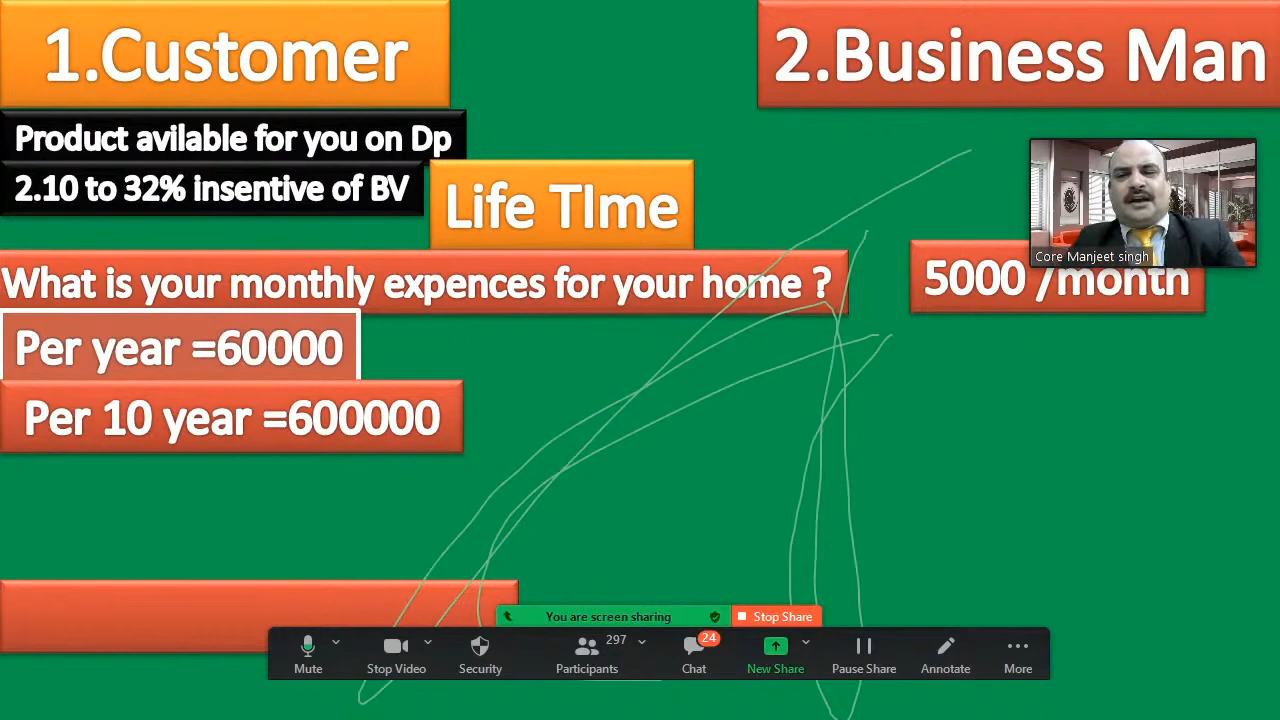 1.Customer
2.Business Man
Product avilable for you on Dp
2.10 to 32% insentive of BV
Life TIme
Core Manjeet singh
What is your monthly expences for your home ?
5000 /month
Per year =60000
Per 10 year =600000
You are screen sharing
Stop Share
297
24
Mute
Stop Video
Security
Participants
Chat
New Share
Pause Share
Annotate
More